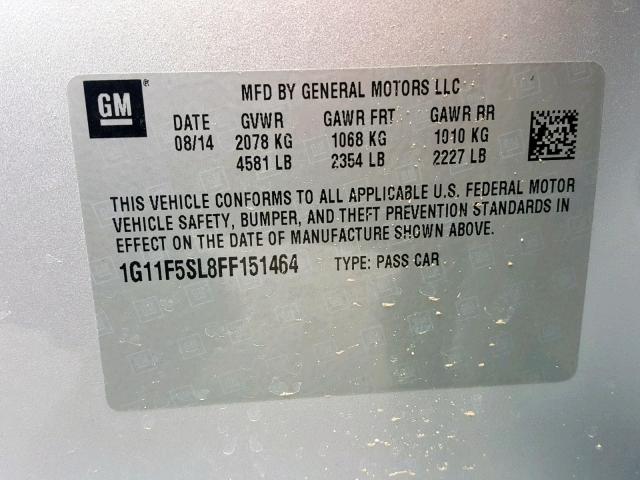 GM® MFD BY GENERAL MOTORS LLC
DATE GVWR GAWR FRT GAWR RR
08/14 2078 KG 1068 KG 1010 KG
4581 LB 2354 LB 2227 LB
THIS VEHICLE CONFORMS TO ALL APPLICABLE U.S. FEDERAL MOTOR
VEHICLE SAFETY, BUMPER, AND THEFT PREVENTION STANDARDS IN
EFFECT ON THE DATE OF MANUFACTURE SHOWN ABOVE.
1G11F5SL8FF151464 TYPE: PASS CAR